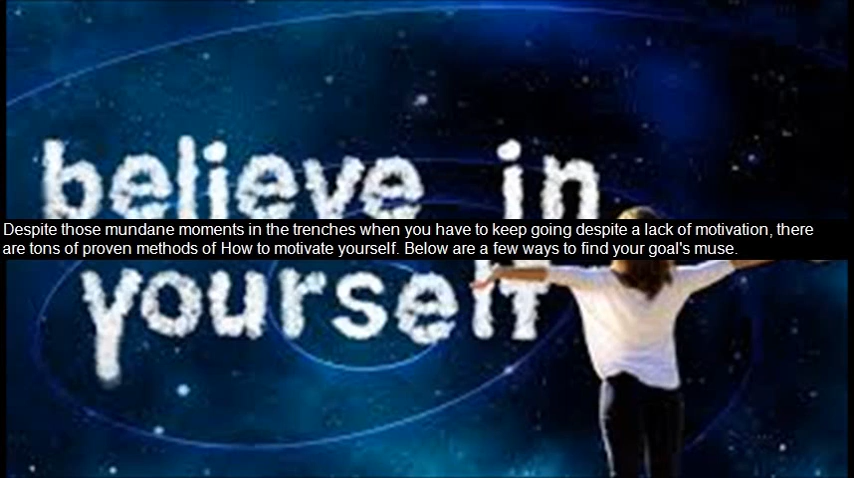 believe in
Despite those mundane moments in the trenches when you have to keep going despite a lack of motivation, there
are tons of proven methods of How to motivate yourself. Below are a few ways to find your goal's muse.
yourself